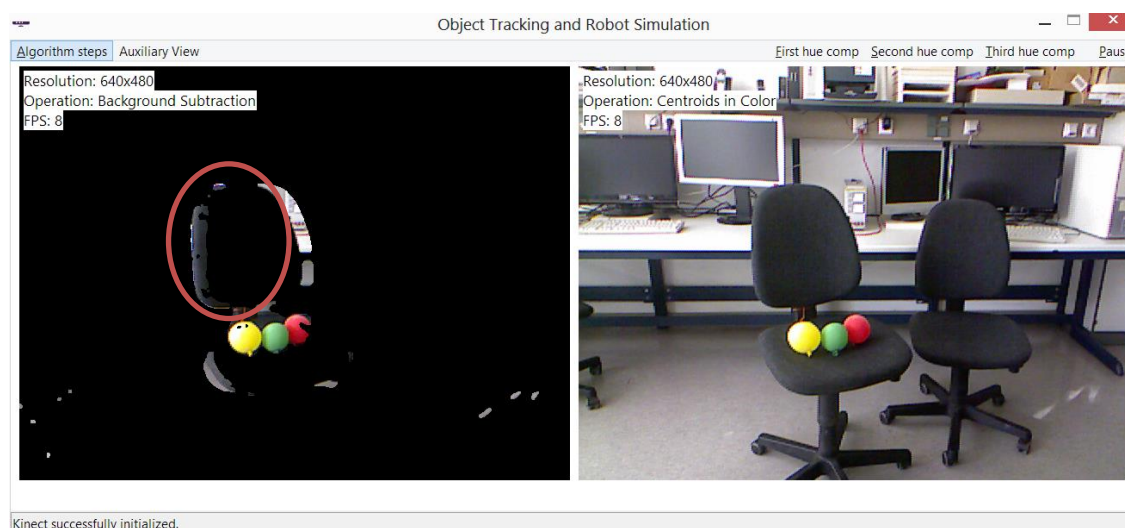 Object Tracking and Robot Simulation
Algorithm steps Auxiliary View First hue comp Second hue comp Third hue comp Paus
Resolution: 640x480
Operation: Background Subtraction
FPS: 8
Resolution: 640x480
Operation: Centroids in Color
FPS: 8
Kinect successfully initialized.